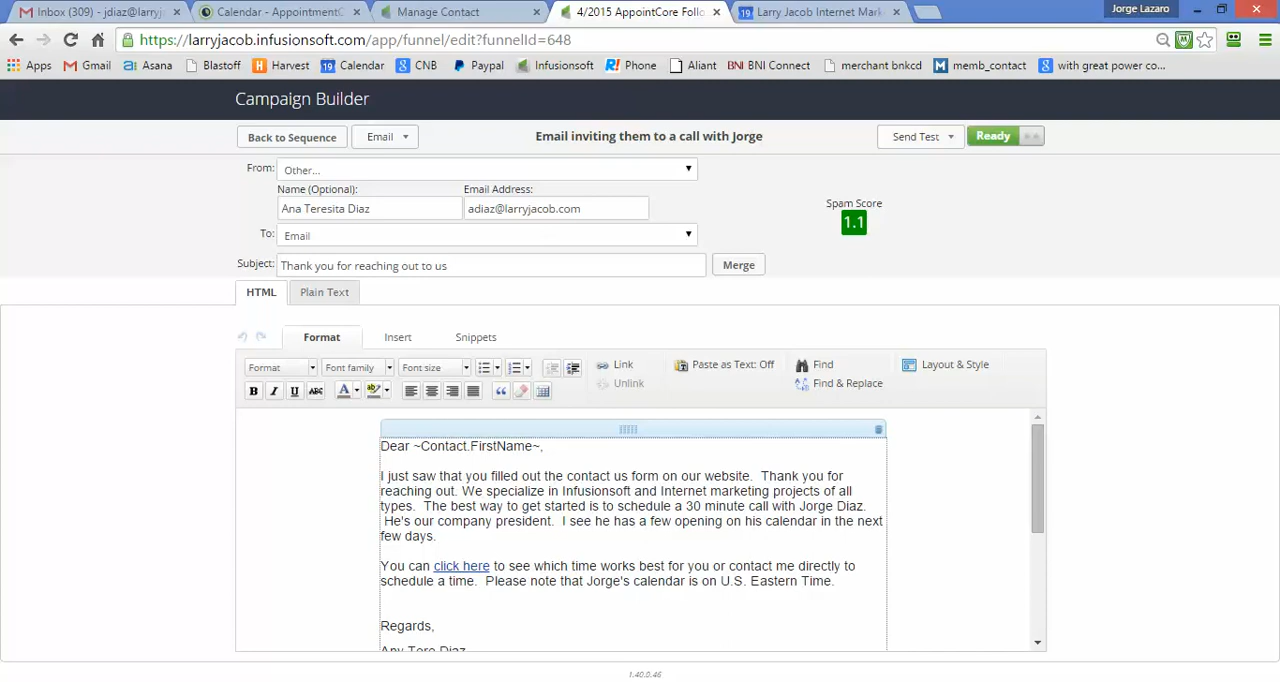 Inbox (309) - jdiaz@larryj
Calendar - AppointmentC
Manage Contact
4/2015 AppointCore Follo
Larry Jacob Internet Mark
Jorge Lazaro
https://larryjacob.infusionsoft.com/app/funnel/edit?funnelId=648
Apps Gmail Asana Blastoff Harvest Calendar CNB Paypal Infusionsoft Phone Aliant BNI BNI Connect merchant bnkcd memb_contact with great power co...
Campaign Builder
Back to Sequence Email Email inviting them to a call with Jorge Send Test Ready
From: Other...
Name (Optional): Email Address:
Ana Teresita Diaz adiaz@larryjacob.com
Spam Score
1.1
To: Email
Subject: Thank you for reaching out to us Merge
HTML Plain Text
Format Insert Snippets
Format Font family Font size Link Paste as Text: Off Find Layout & Style
B I U ABC A ab Unlink Find & Replace
Dear ~Contact.FirstName~,
I just saw that you filled out the contact us form on our website. Thank you for
reaching out. We specialize in Infusionsoft and Internet marketing projects of all
types. The best way to get started is to schedule a 30 minute call with Jorge Diaz.
He's our company president. I see he has a few opening on his calendar in the next
few days.
You can click here to see which time works best for you or contact me directly to
schedule a time. Please note that Jorge's calendar is on U.S. Eastern Time.
Regards,
Any Tere Diaz
1.40.0.46